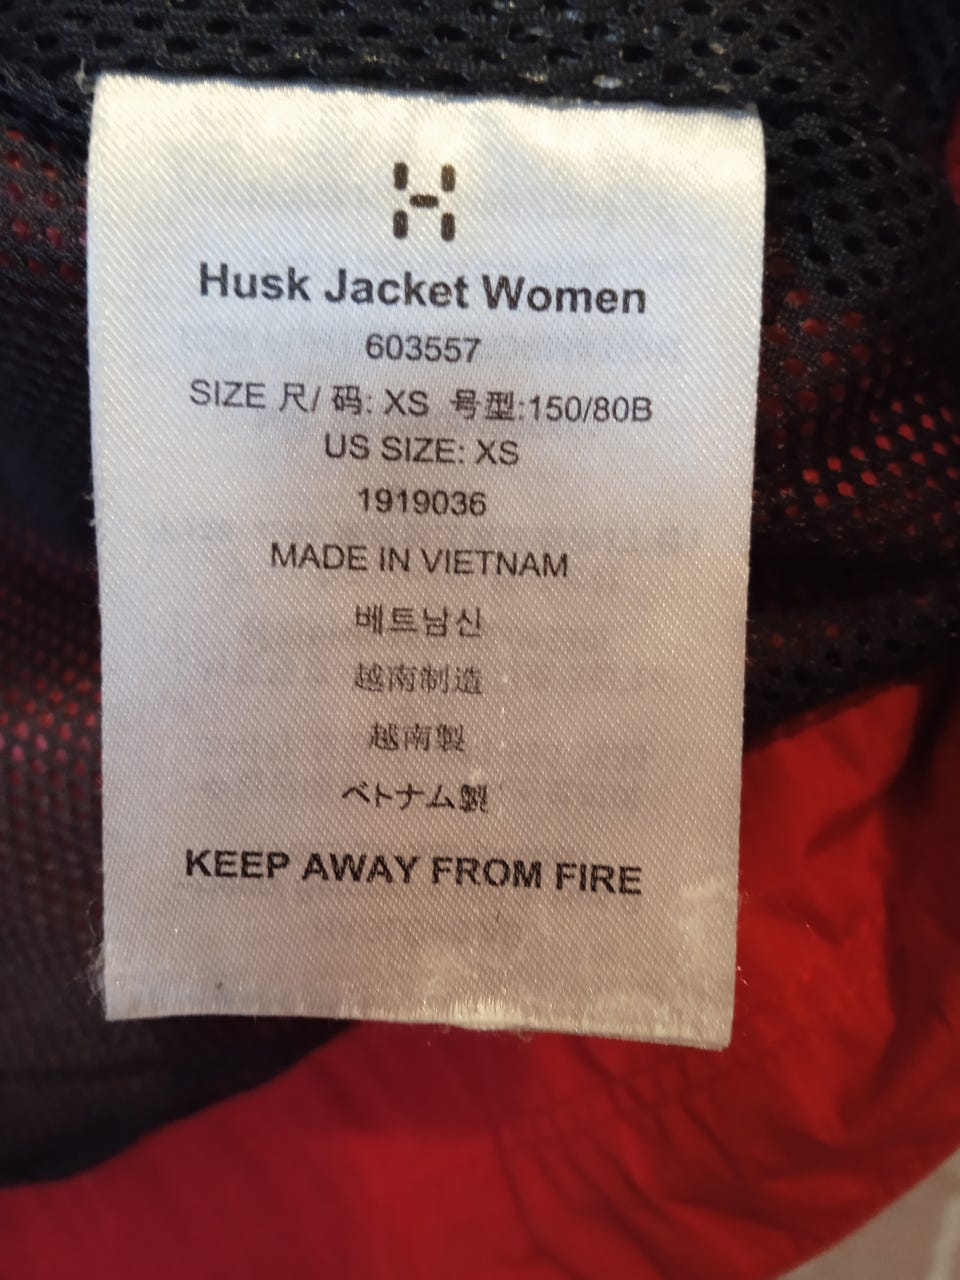 Husk Jacket Women
603557
SIZE 尺/ 码: XS 号型:150/80B
US SIZE: XS
1919036
MADE IN VIETNAM
베트남신
越南制造
越南製
ベトナム製
KEEP AWAY FROM FIRE